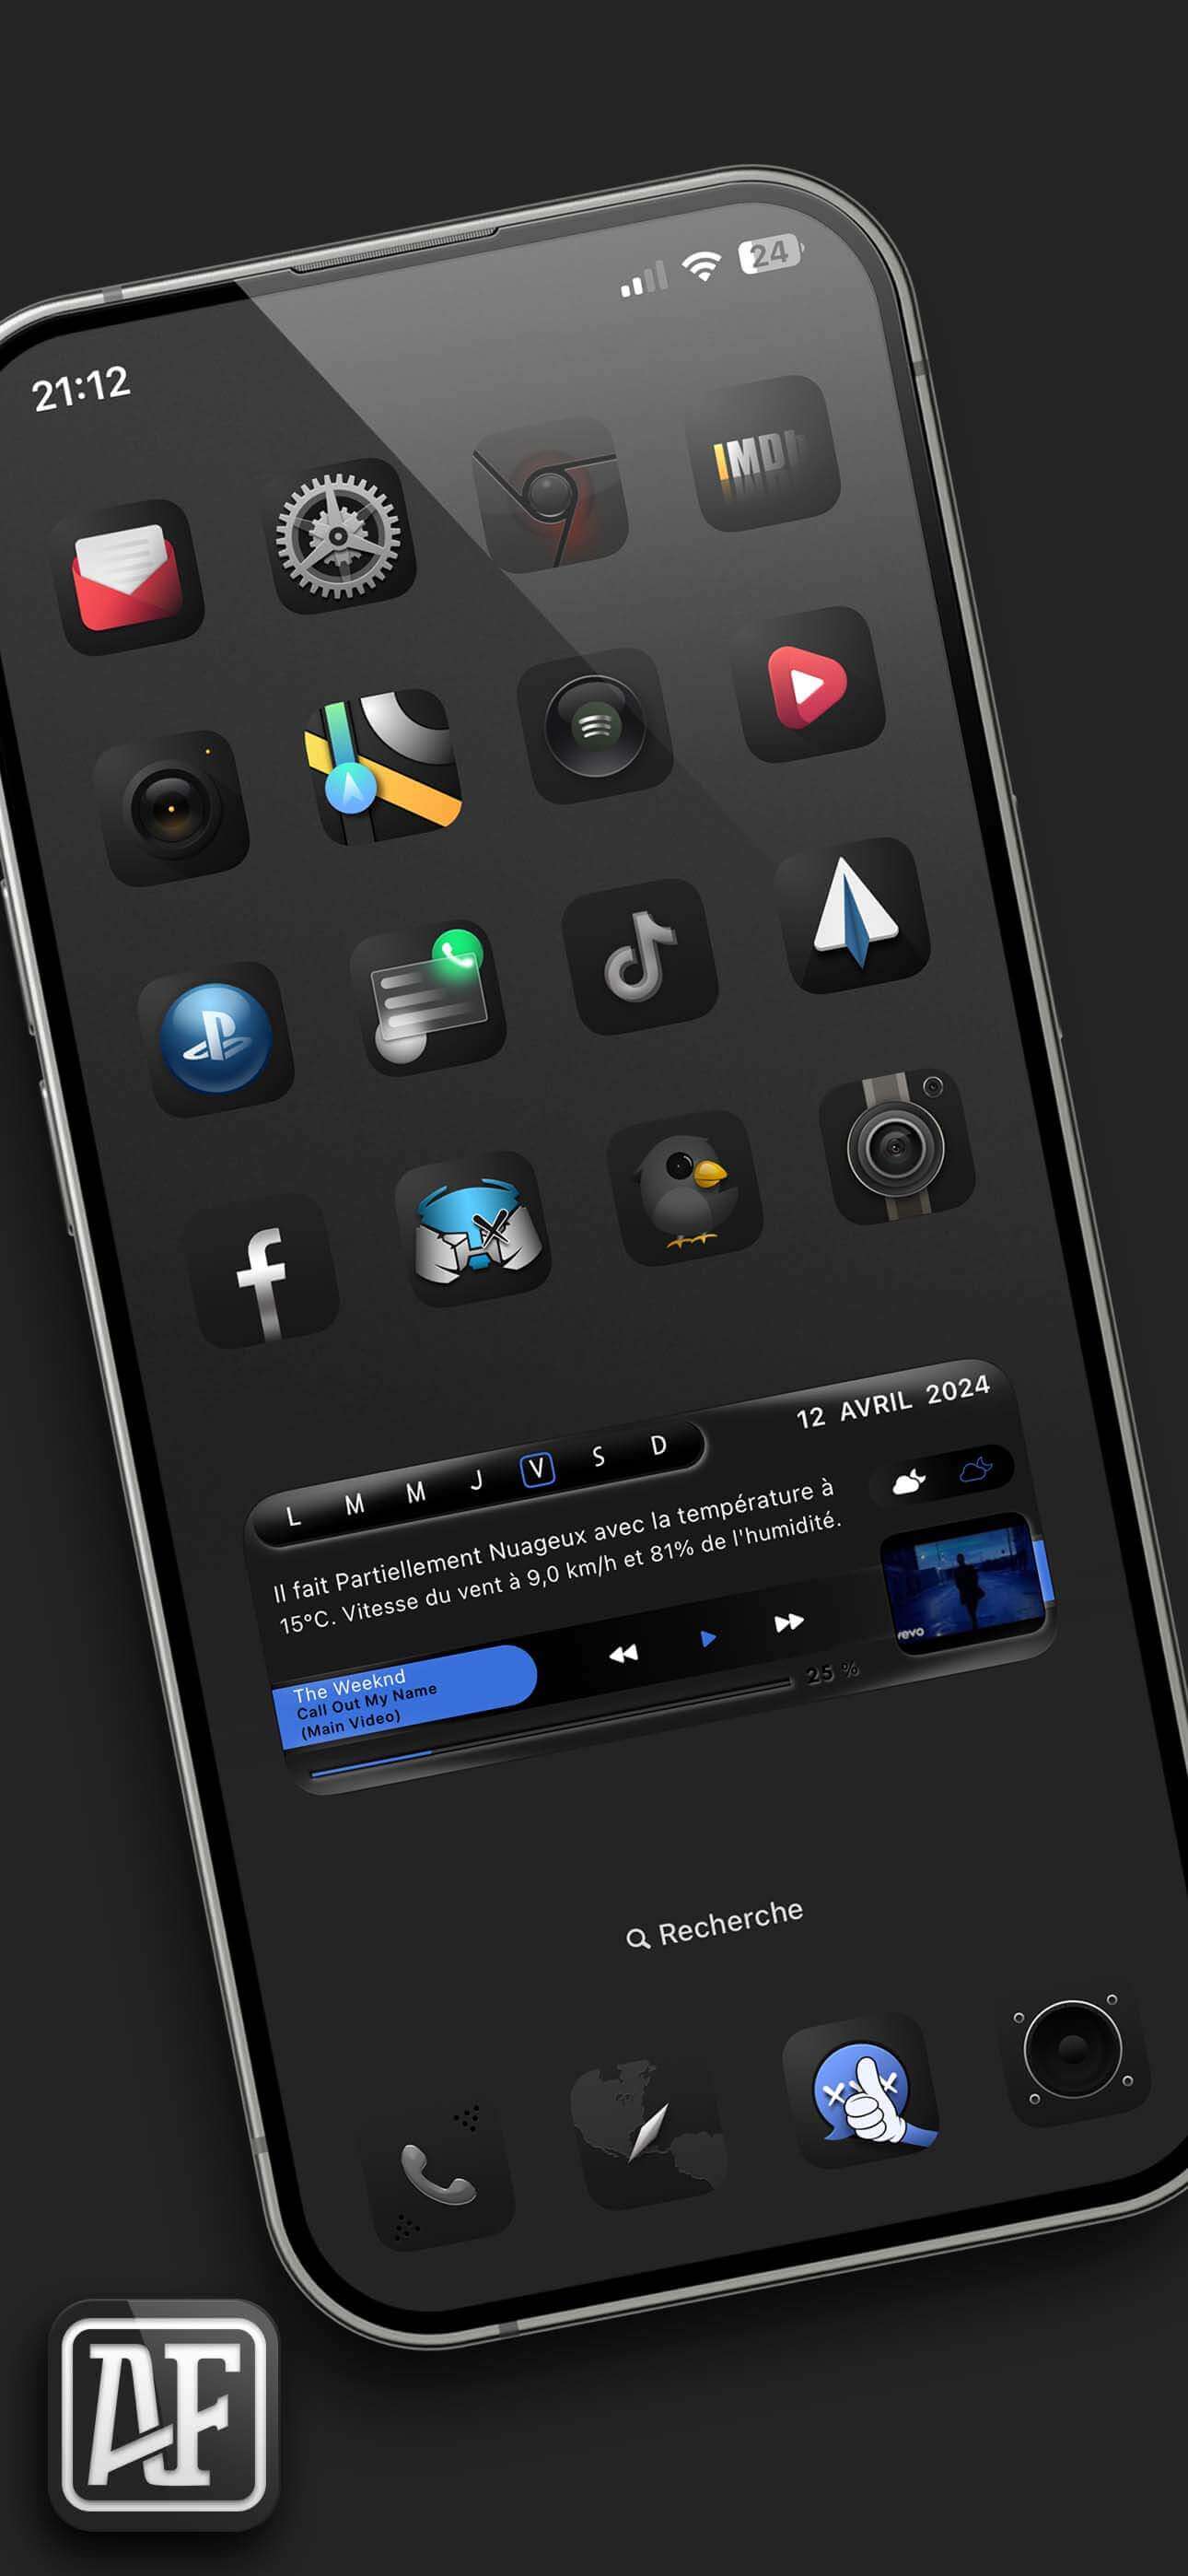 24
21:12
IMDb
f
12 AVRIL 2024
L M M J V S D
Il fait Partiellement Nuageux avec la température à
15°C. Vitesse du vent à 9,0 km/h et 81% de l'humidité.
vevo
The Weeknd
Call Out My Name
(Main Video)
25 %
Recherche
AF